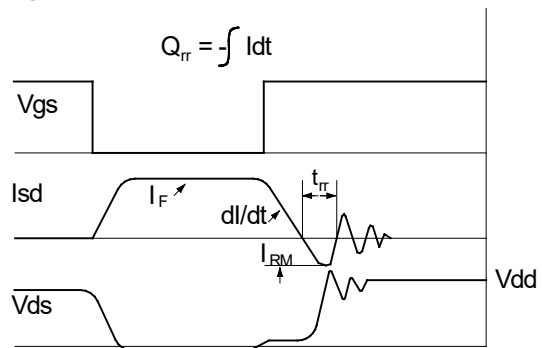 Qrr = -∫ Idt
Vgs
Isd
IF
dI/dt
trr
IRM
Vds
Vdd